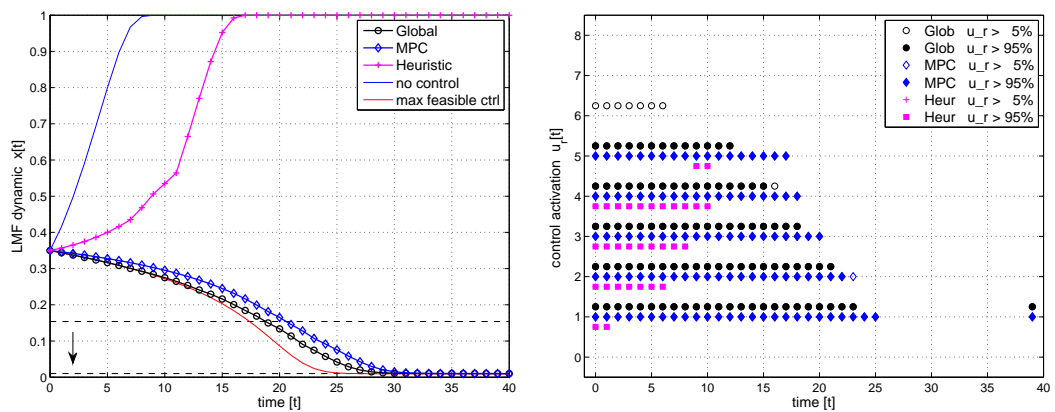 1
0.9
0.8
0.7
0.6
0.5
0.4
0.3
0.2
0.1
0
0 5 10 15 20 25 30 35 40
LMF dynamic x[t]
time [t]
Global
MPC
Heuristic
no control
max feasible ctrl
8
7
6
5
4
3
2
1
0
0 5 10 15 20 25 30 35 40
control activation u_r[t]
time [t]
Glob u_r > 5%
Glob u_r > 95%
MPC u_r > 5%
MPC u_r > 95%
Heur u_r > 5%
Heur u_r > 95%